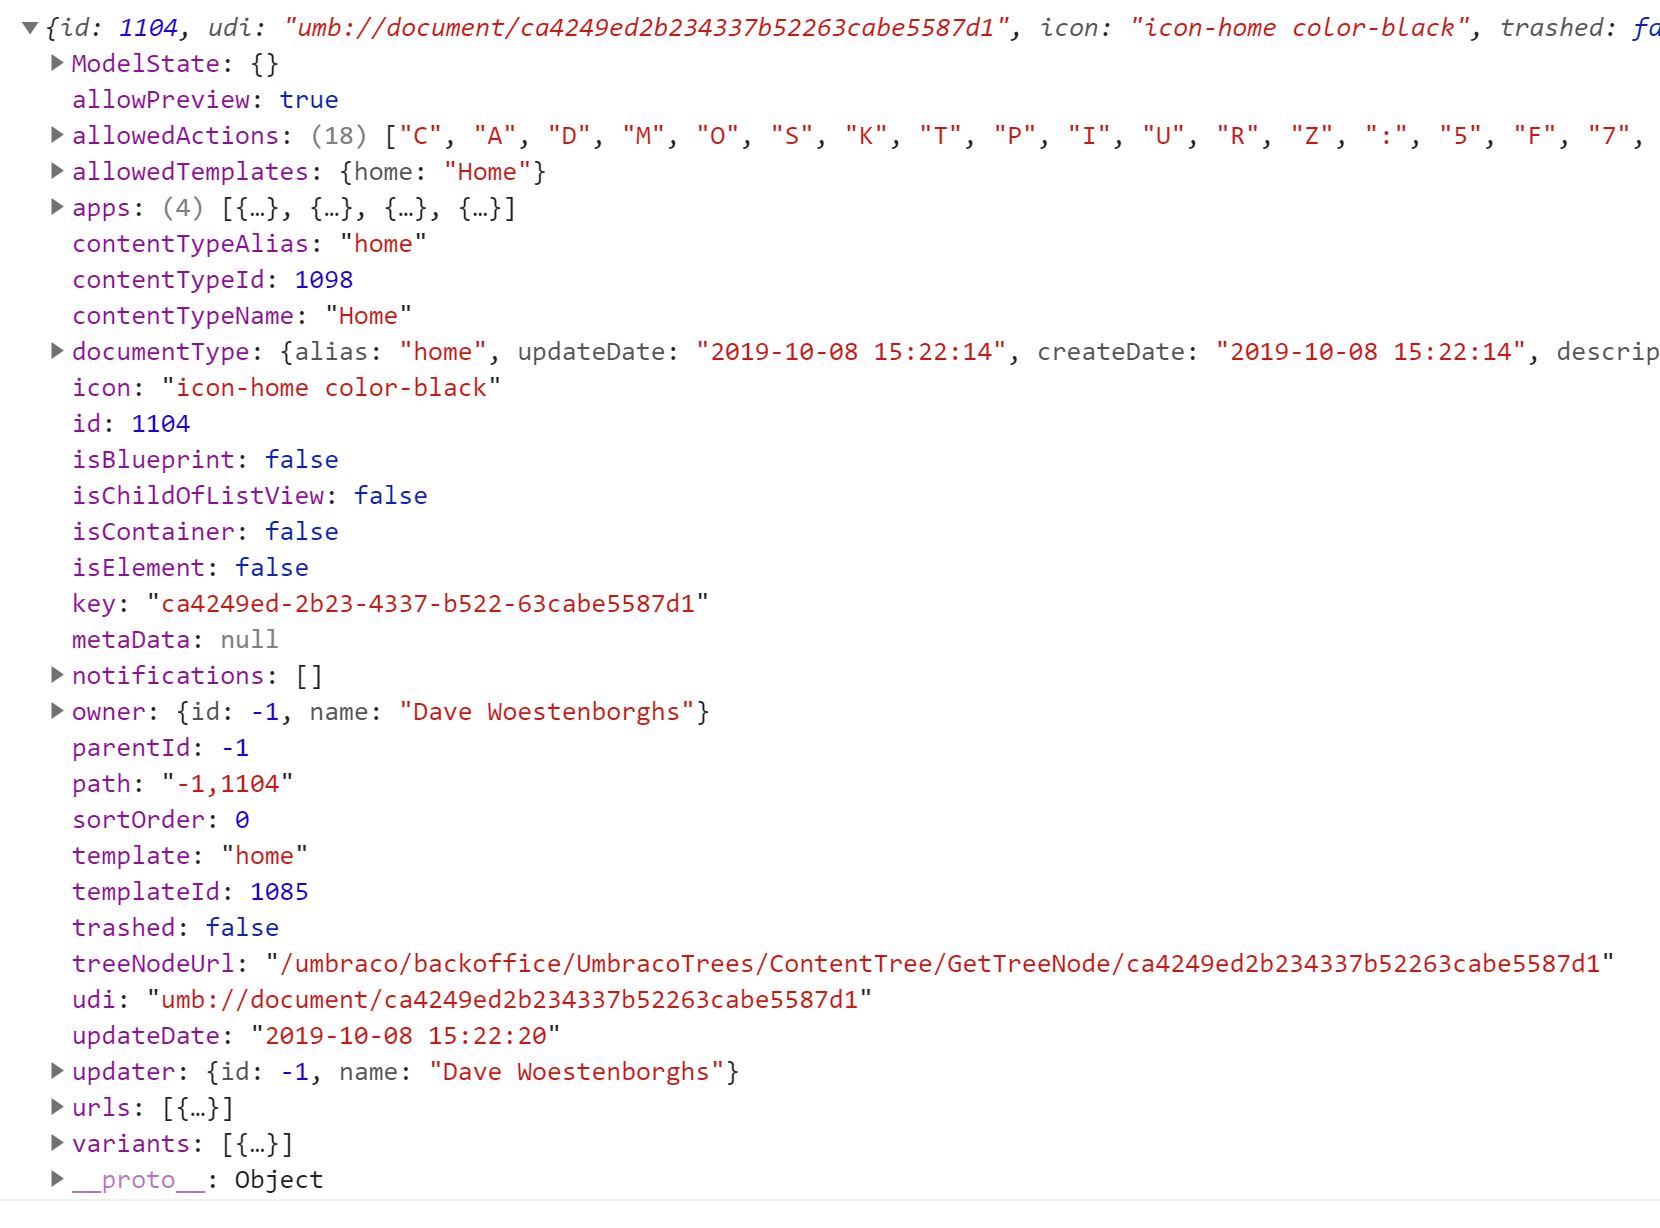 {id: 1104, udi: "umb://document/ca4249ed2b234337b52263cabe5587d1", icon: "icon-home color-black", trashed: fa
ModelState: {}
allowPreview: true
allowedActions: (18) ["C", "A", "D", "M", "O", "S", "K", "T", "P", "I", "U", "R", "Z", ":", "5", "F", "7",
allowedTemplates: {home: "Home"}
apps: (4) [{…}, {…}, {…}, {…}]
contentTypeAlias: "home"
contentTypeId: 1098
contentTypeName: "Home"
documentType: {alias: "home", updateDate: "2019-10-08 15:22:14", createDate: "2019-10-08 15:22:14", descrip
icon: "icon-home color-black"
id: 1104
isBlueprint: false
isChildOfListView: false
isContainer: false
isElement: false
key: "ca4249ed-2b23-4337-b522-63cabe5587d1"
metaData: null
notifications: []
owner: {id: -1, name: "Dave Woestenborghs"}
parentId: -1
path: "-1,1104"
sortOrder: 0
template: "home"
templateId: 1085
trashed: false
treeNodeUrl: "/umbraco/backoffice/UmbracoTrees/ContentTree/GetTreeNode/ca4249ed2b234337b52263cabe5587d1"
udi: "umb://document/ca4249ed2b234337b52263cabe5587d1"
updateDate: "2019-10-08 15:22:20"
updater: {id: -1, name: "Dave Woestenborghs"}
urls: [{…}]
variants: [{…}]
__proto__: Object